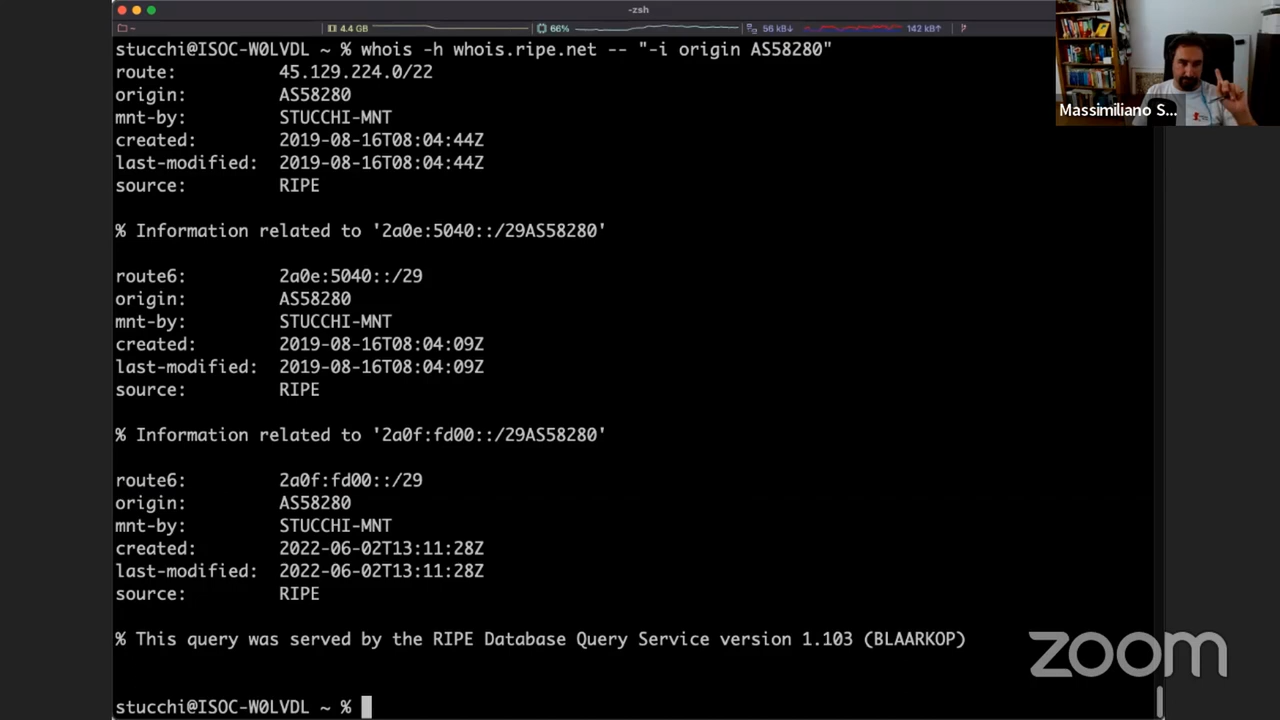 -zsh
4.4 GB
66%
56 kB↓
142 kB↑
stucchi@ISOC-W0LVDL ~ % whois -h whois.ripe.net -- "-i origin AS58280"
route: 45.129.224.0/22
origin: AS58280
mnt-by: STUCCHI-MNT
created: 2019-08-16T08:04:44Z
last-modified: 2019-08-16T08:04:44Z
source: RIPE
% Information related to '2a0e:5040::/29AS58280'
route6: 2a0e:5040::/29
origin: AS58280
mnt-by: STUCCHI-MNT
created: 2019-08-16T08:04:09Z
last-modified: 2019-08-16T08:04:09Z
source: RIPE
% Information related to '2a0f:fd00::/29AS58280'
route6: 2a0f:fd00::/29
origin: AS58280
mnt-by: STUCCHI-MNT
created: 2022-06-02T13:11:28Z
last-modified: 2022-06-02T13:11:28Z
source: RIPE
% This query was served by the RIPE Database Query Service version 1.103 (BLAARKOP)
stucchi@ISOC-W0LVDL ~ %
Massimiliano S...
zoom